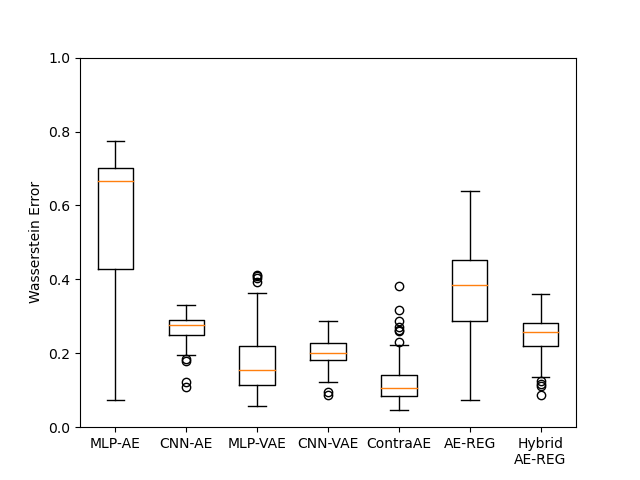 1.0
0.8
0.6
0.4
0.2
0.0
Wasserstein Error
MLP-AE
CNN-AE
MLP-VAE
CNN-VAE
ContraAE
AE-REG
Hybrid
AE-REG